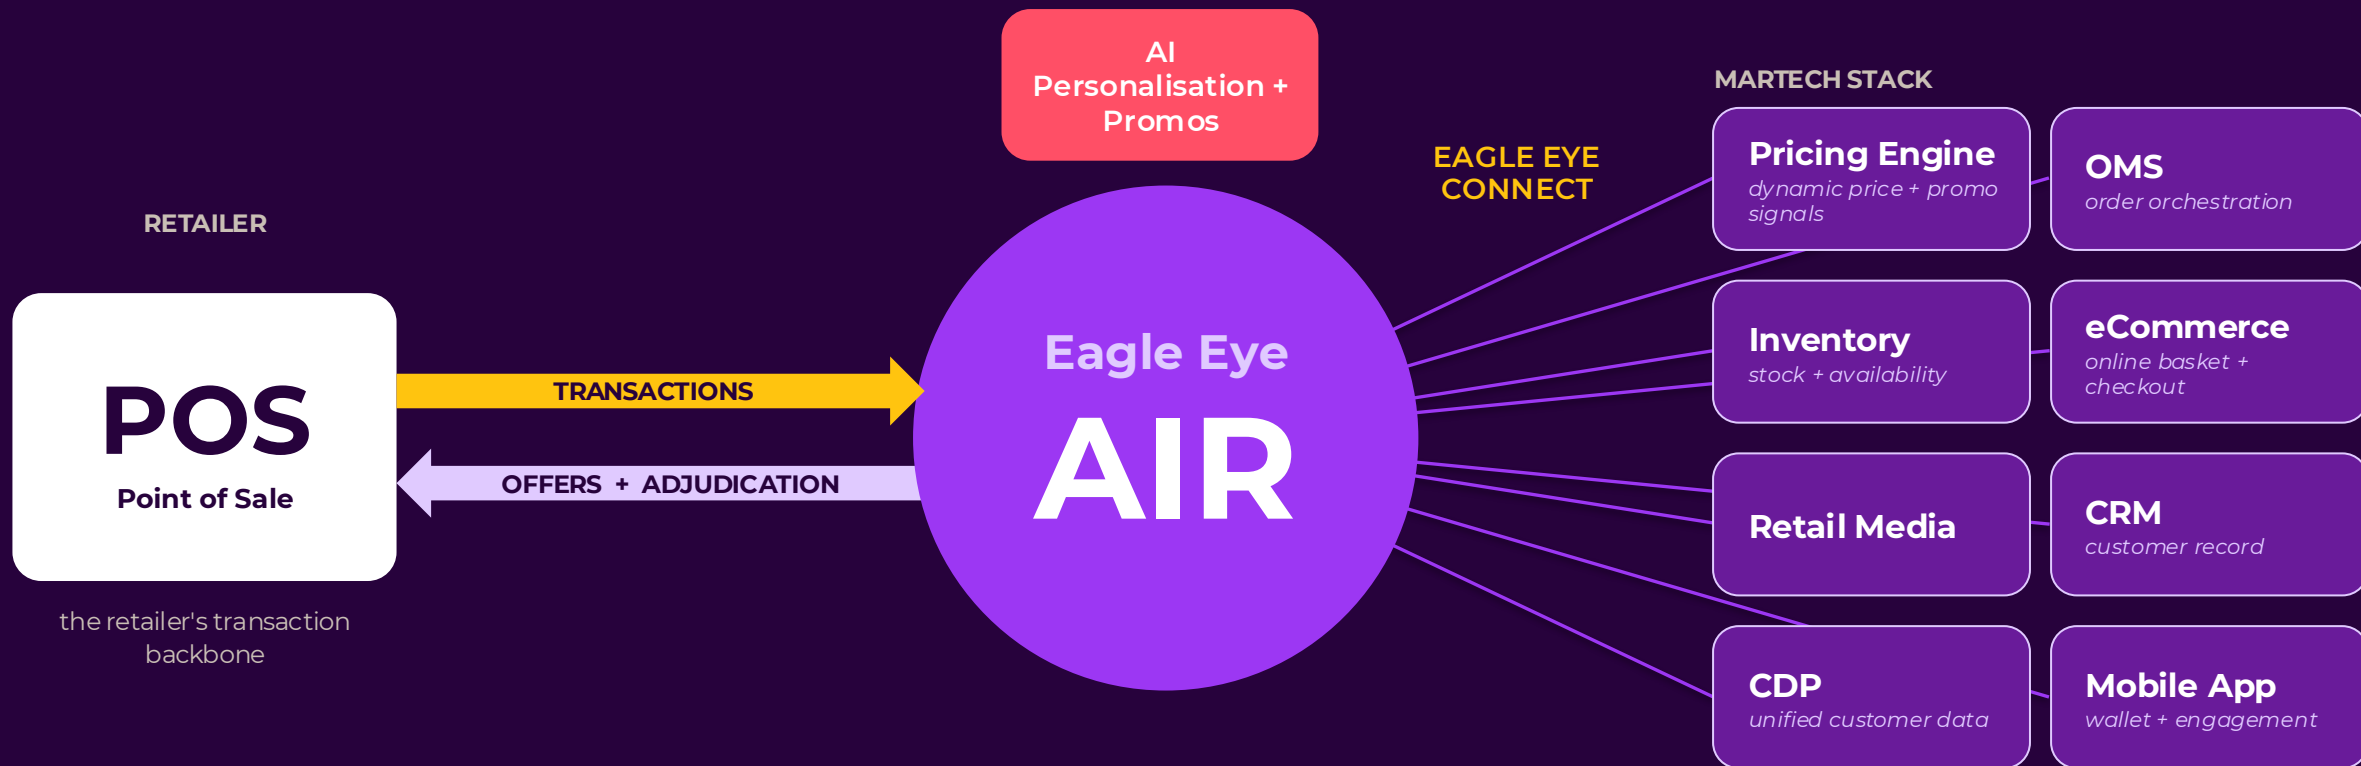 AI
Personalisation +
Promos
MARTECH STACK
EAGLE EYE
CONNECT
RETAILER
POS
Point of Sale
the retailer's transaction
backbone
TRANSACTIONS
OFFERS + ADJUDICATION
Eagle Eye
AIR
Pricing Engine
dynamic price + promo
signals
OMS
order orchestration
Inventory
stock + availability
eCommerce
online basket +
checkout
Retail Media
CRM
customer record
CDP
unified customer data
Mobile App
wallet + engagement